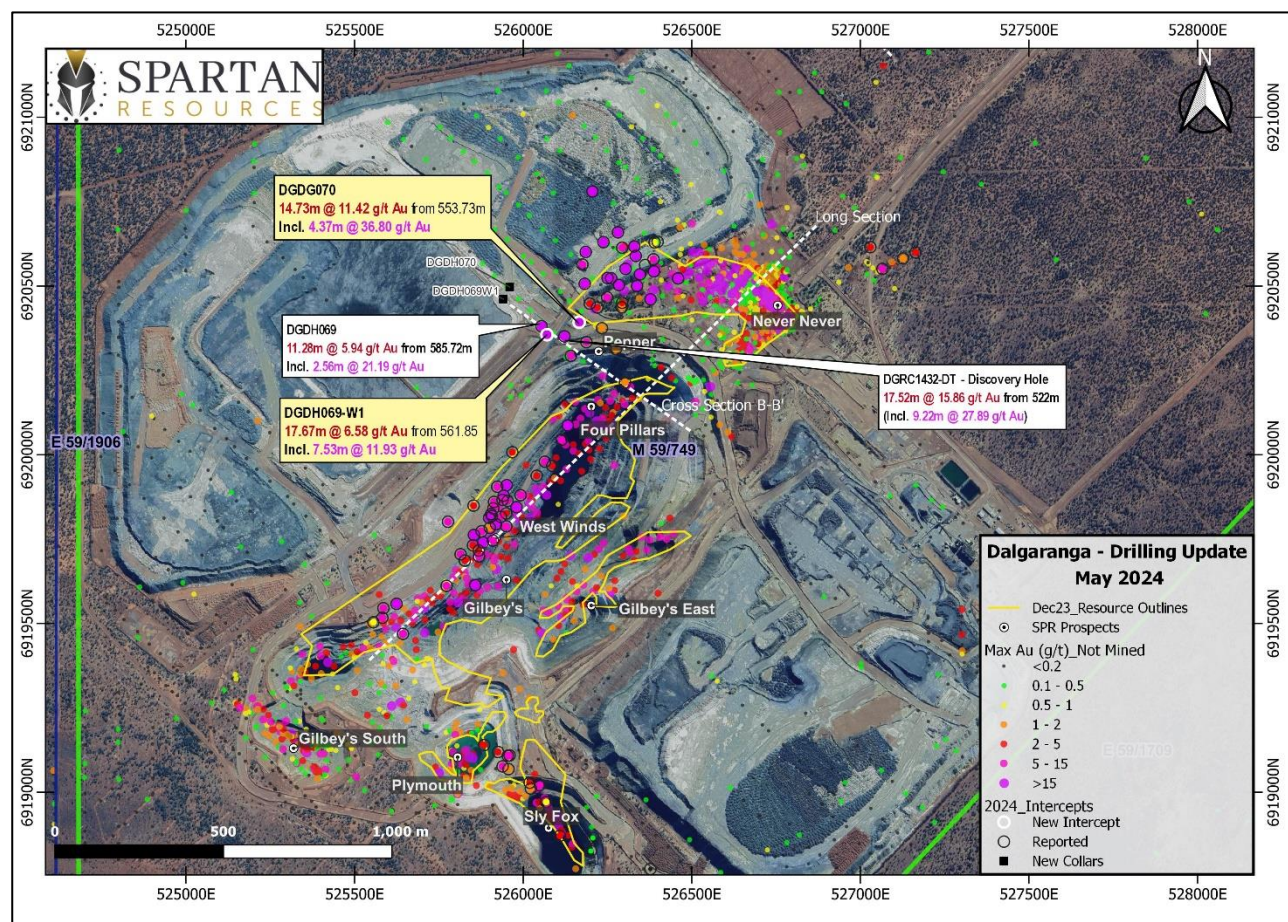 525000E
525500E
526000E
526500E
527000E
527500E
528000E
SPARTAN
RESOURCES
N
6921000N
6920500N
6920000N
6919500N
6919000N
6921000N
6920500N
6920000N
6919500N
6919000N
DGDG070
14.73m @ 11.42 g/t Au from 553.73m
Incl. 4.37m @ 36.80 g/t Au
Long Section
DGDH070
DGDH069W1
DGDH069
11.28m @ 5.94 g/t Au from 585.72m
Incl. 2.56m @ 21.19 g/t Au
Never Never
Pepper
DGRC1432-DT - Discovery Hole
17.52m @ 15.86 g/t Au from 522m
(Incl. 9.22m @ 27.89 g/t Au)
DGDH069-W1
17.67m @ 6.58 g/t Au from 561.85
Incl. 7.53m @ 11.93 g/t Au
Cross Section B-B'
Four Pillars
M 59/749
E 59/1906
West Winds
Gilbey's
Gilbey's East
Gilbey's South
Plymouth
Sly Fox
E 59/1709
0
500
1,000 m
Dalgaranga - Drilling Update
May 2024
Dec23_Resource Outlines
SPR Prospects
Max Au (g/t)_Not Mined
<0.2
0.1 - 0.5
0.5 - 1
1 - 2
2 - 5
5 - 15
>15
2024_Intercepts
New Intercept
Reported
New Collars
525000E
525500E
526000E
526500E
527000E
527500E
528000E